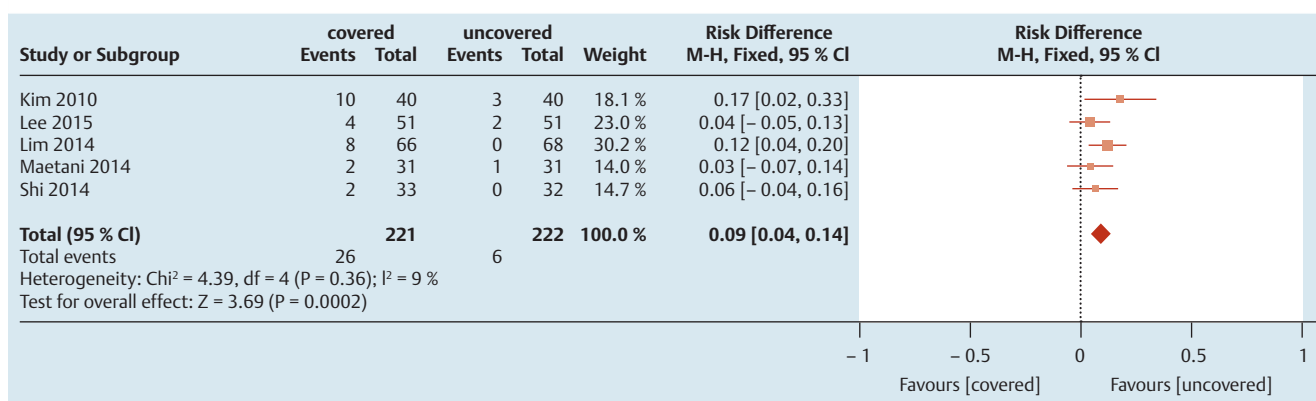 covered uncovered Risk Difference Risk Difference
Study or Subgroup Events Total Events Total Weight M-H, Fixed, 95 % Cl M-H, Fixed, 95 % Cl
Kim 2010 10 40 3 40 18.1 % 0.17 [0.02, 0.33]
Lee 2015 4 51 2 51 23.0 % 0.04 [– 0.05, 0.13]
Lim 2014 8 66 0 68 30.2 % 0.12 [0.04, 0.20]
Maetani 2014 2 31 1 31 14.0 % 0.03 [– 0.07, 0.14]
Shi 2014 2 33 0 32 14.7 % 0.06 [– 0.04, 0.16]
Total (95 % Cl) 221 222 100.0 % 0.09 [0.04, 0.14]
Total events 26 6
Heterogeneity: Chi² = 4.39, df = 4 (P = 0.36); l² = 9 %
Test for overall effect: Z = 3.69 (P = 0.0002)
– 1 – 0.5 0 0.5 1
Favours [covered] Favours [uncovered]